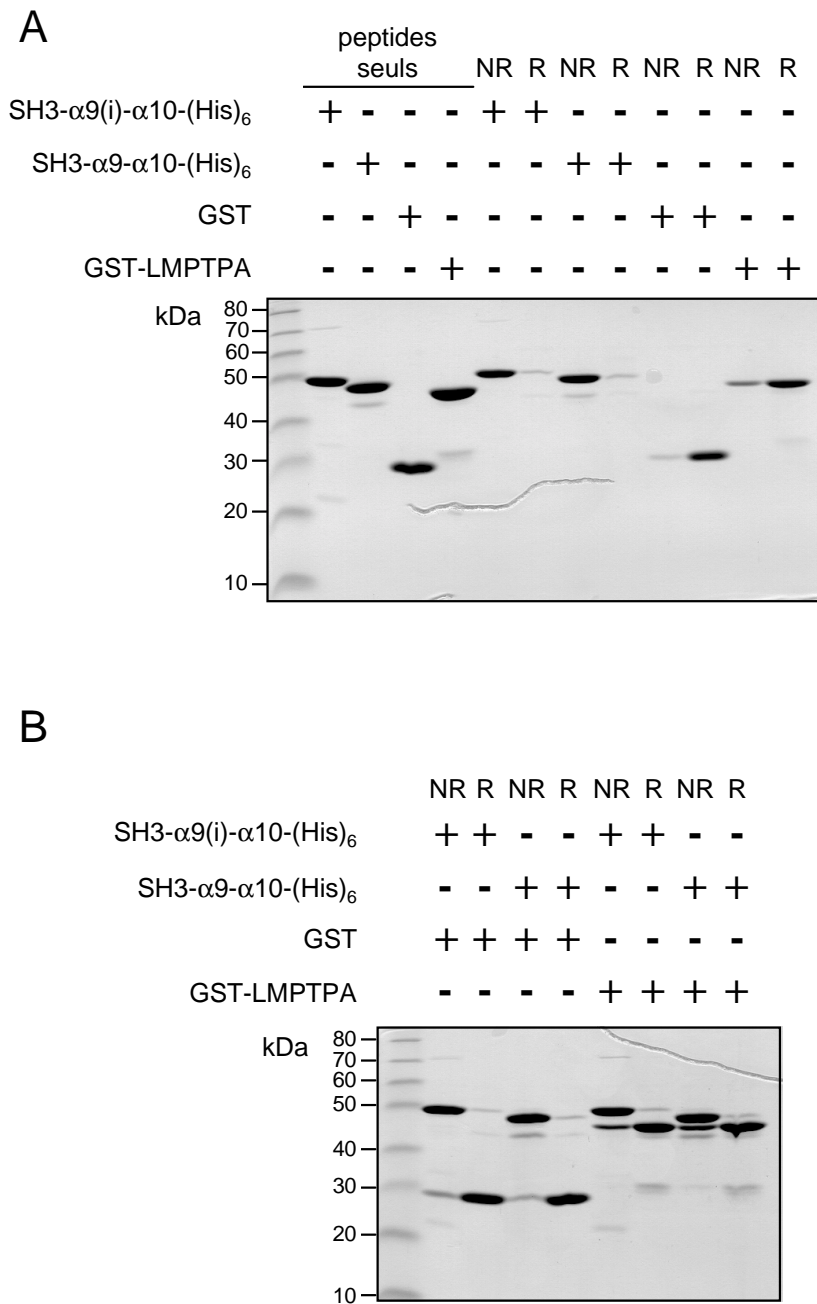 A
peptides
seuls
NR R NR R NR R NR R
SH3-α9(i)-α10-(His)6 + - - - + + - - - - - -
SH3-α9-α10-(His)6 - + - - - - + + - - - -
GST - - + - - - - - + + - -
GST-LMPTPA - - - + - - - - - - + +
kDa
80
70
60
50
40
30
20
10
B
NR R NR R NR R NR R
SH3-α9(i)-α10-(His)6 + + - - + + - -
SH3-α9-α10-(His)6 - - + + - - + +
GST + + + + - - - -
GST-LMPTPA - - - - + + + +
kDa
80
70
60
50
40
30
20
10